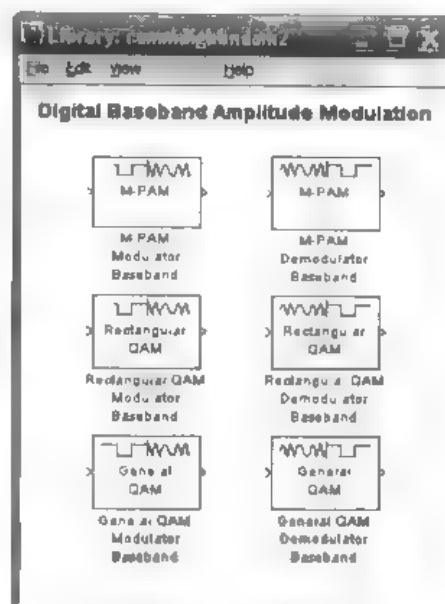 Library:
File Edit View Help
Digital Baseband Amplitude Modulation
M-PAM M-PAM
M-PAM Modulator Baseband
M-PAM Demodulator Baseband
Rectangular QAM Rectangular QAM
Rectangular QAM Modulator Baseband
Rectangular QAM Demodulator Baseband
General QAM General QAM
General QAM Modulator Baseband
General QAM Demodulator Baseband